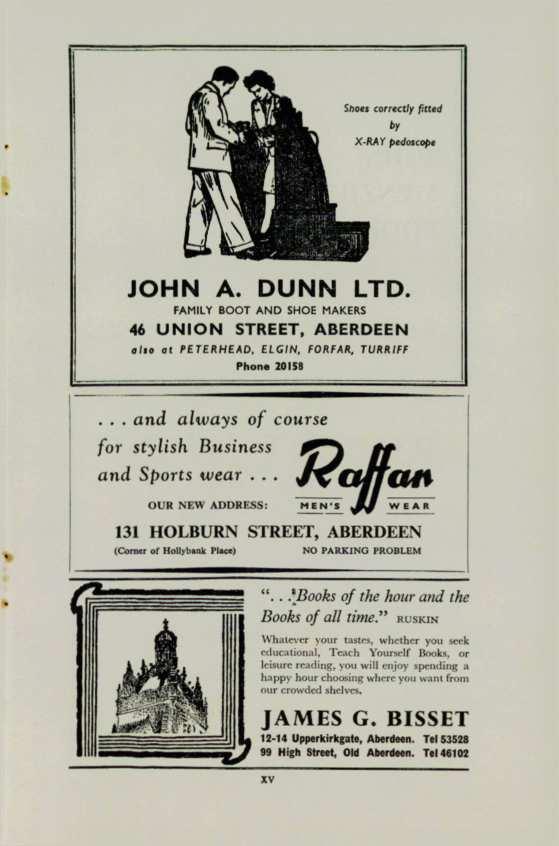 Shoes correctly fitted
by
X-RAY pedoscope
JOHN A. DUNN LTD.
FAMILY BOOT AND SHOE MAKERS
46 UNION STREET, ABERDEEN
also at PETERHEAD, ELGIN, FORFAR, TURRIFF
Phone 20158
... and always of course
for stylish Business
and Sports wear ...
Raffan
MEN'S WEAR
OUR NEW ADDRESS:
131 HOLBURN STREET, ABERDEEN
(Corner of Hollybank Place) NO PARKING PROBLEM
"... Books of the hour and the
Books of all time." RUSKIN
Whatever your tastes, whether you seek
educational, Teach Yourself Books, or
leisure reading, you will enjoy spending a
happy hour choosing where you want from
our crowded shelves.
JAMES G. BISSET
12-14 Upperkirkgate, Aberdeen. Tel 53528
99 High Street, Old Aberdeen. Tel 46102
XV